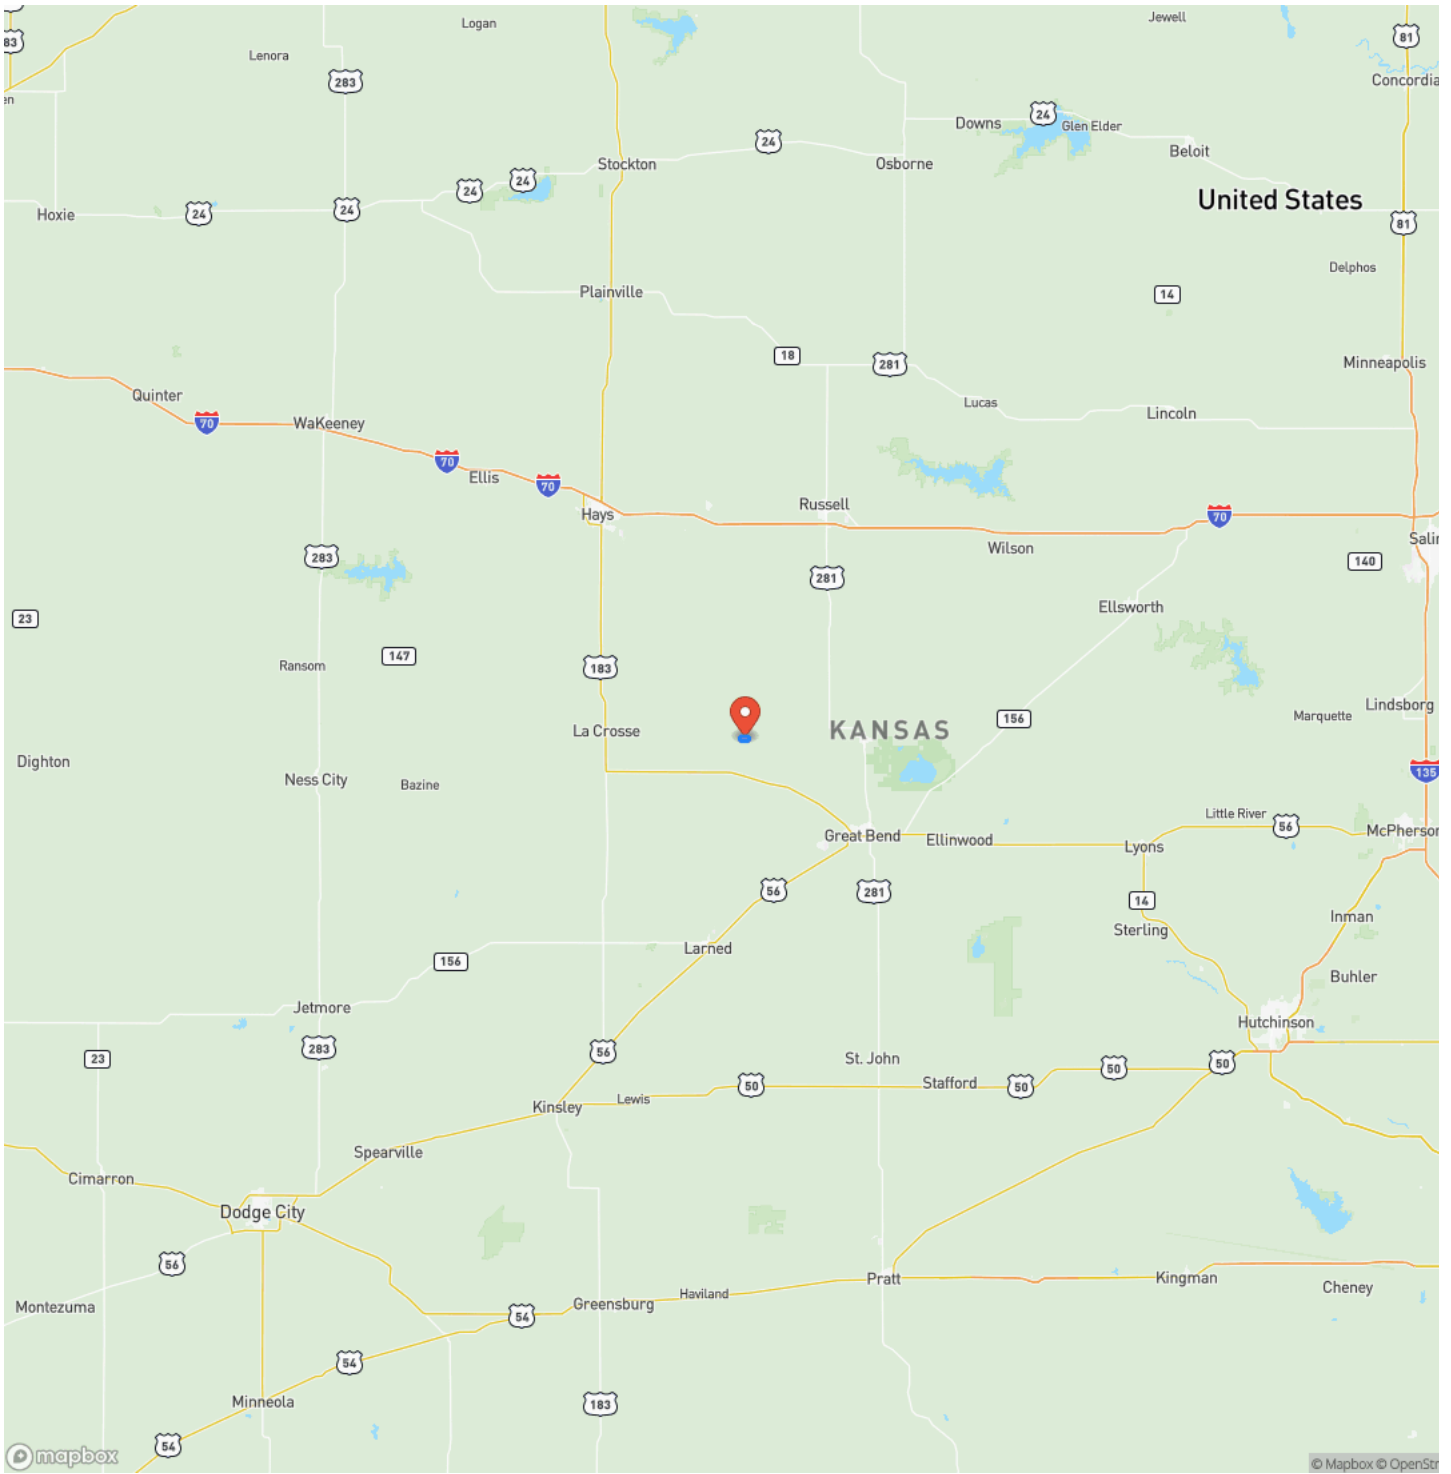 Logan
Jewell
83
81
Lenora
283
Concordia
en
24
Downs
24
Glen Elder
Stockton
24
Osborne
Beloit
24
24
United States
Hoxie
24
24
81
Delphos
Plainville
14
18
281
Minneapolis
Quinter
Lucas
Lincoln
70
WaKeeney
70
Ellis
70
Russell
Hays
70
Wilson
Salin
283
140
281
Ellsworth
23
147
Ransom
183
Lindsborg
156
Marquette
La Crosse
KANSAS
Dighton
135
Ness City
Bazine
Little River
56
McPherson
Great Bend
Ellinwood
Lyons
56
281
14
Inman
Sterling
Larned
156
Buhler
Jetmore
Hutchinson
283
56
23
St. John
50
50
50
50
Stafford
Lewis
Kinsley
Spearville
Cimarron
Dodge City
56
Pratt
Kingman
Haviland
Cheney
Montezuma
Greensburg
54
54
Minneola
183
54
mapbox
© Mapbox © OpenStr